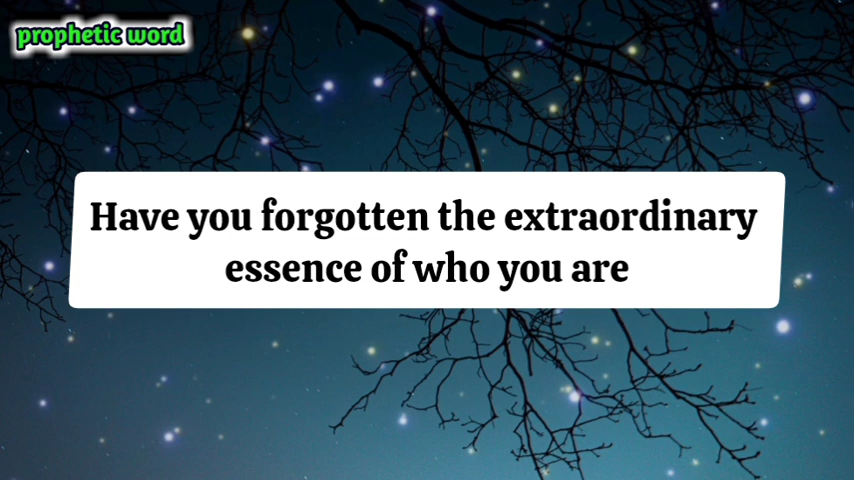 prophetic word
Have you forgotten the extraordinary
essence of who you are